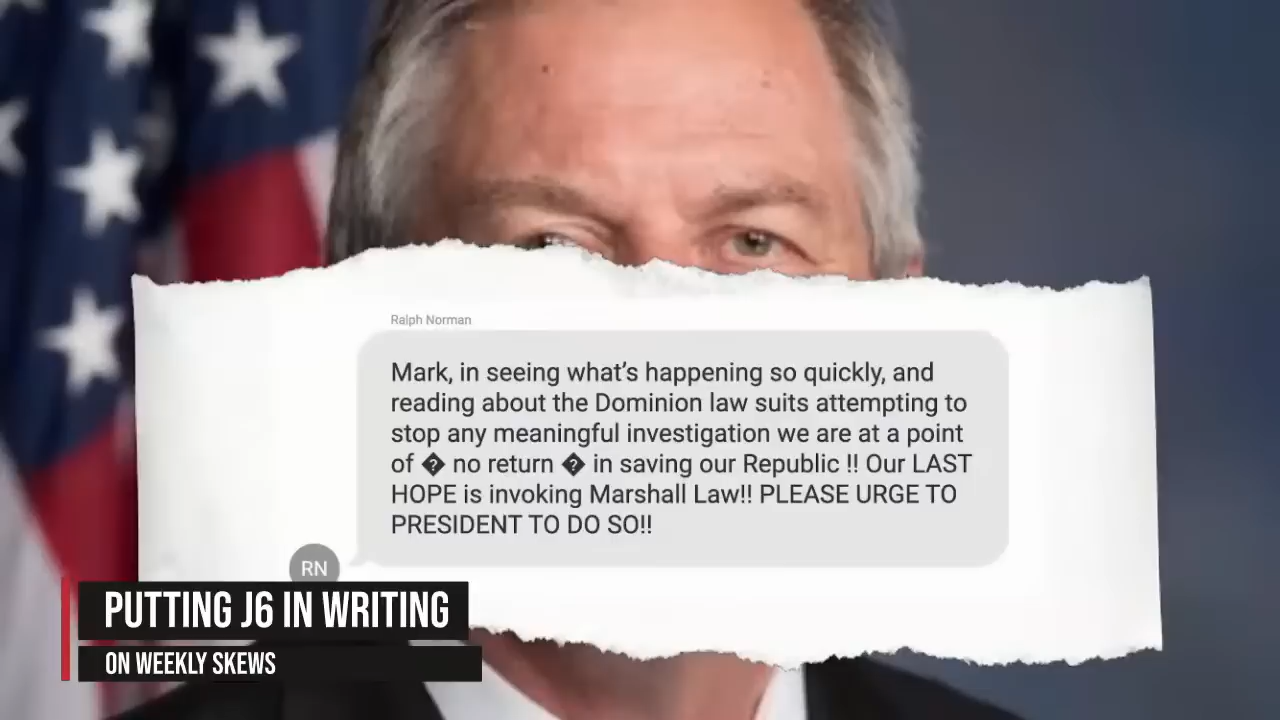 Ralph Norman
Mark, in seeing what’s happening so quickly, and
reading about the Dominion law suits attempting to
stop any meaningful investigation we are at a point
of � no return � in saving our Republic !! Our LAST
HOPE is invoking Marshall Law!! PLEASE URGE TO
PRESIDENT TO DO SO!!
RN
PUTTING J6 IN WRITING
ON WEEKLY SKEWS